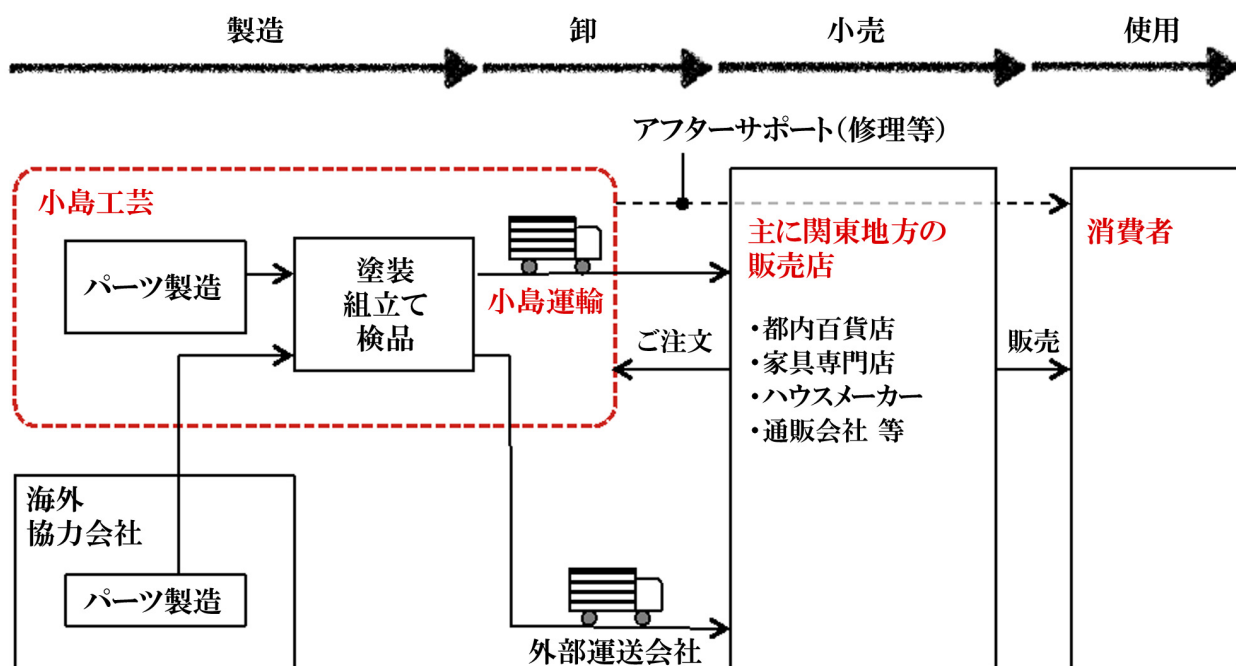 製造
卸
小売
使用
アフターサポート（修理等）
小島工芸
パーツ製造
塗装
組立て
検品
小島運輸
ご注文
主に関東地方の
販売店
・都内百貨店
・家具専門店
・ハウスメーカー
・通販会社 等
販売
消費者
海外
協力会社
パーツ製造
外部運送会社